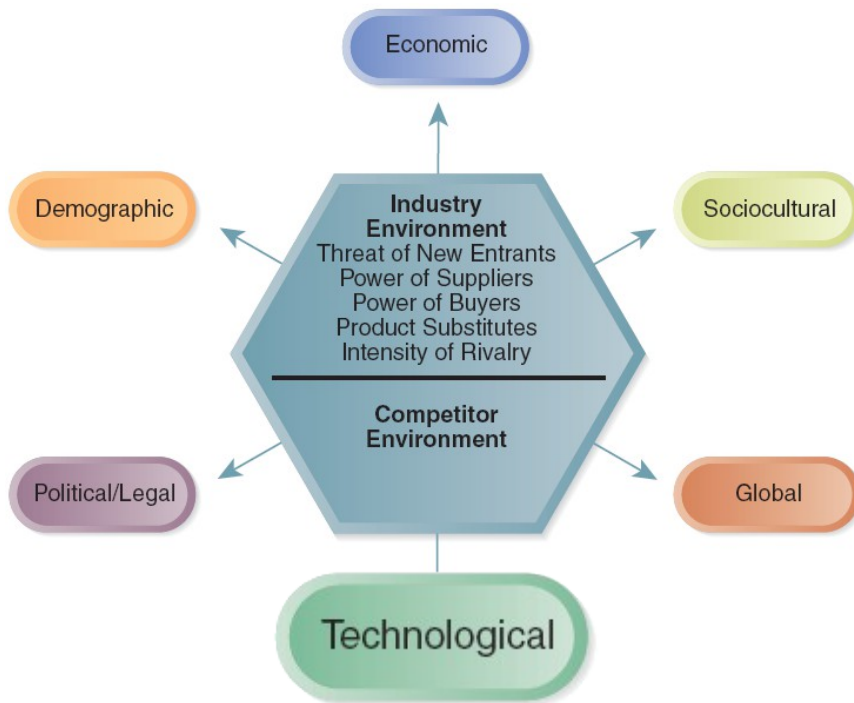 Economic
Demographic
Sociocultural
Industry
Environment
Threat of New Entrants
Power of Suppliers
Power of Buyers
Product Substitutes
Intensity of Rivalry
Competitor
Environment
Political/Legal
Global
Technological